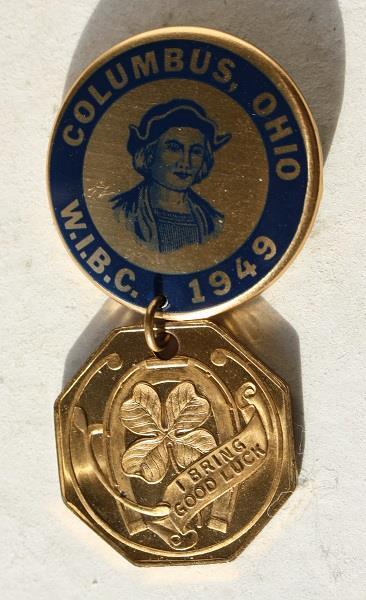 COLUMBUS, OHIO
W.I.B.C. 1949
I BRING
GOOD LUCK